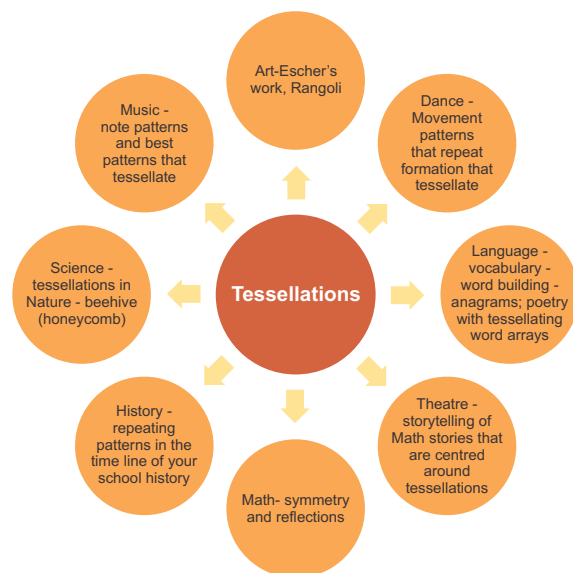 Art-Escher's
work, Rangoli
Dance -
Movement
patterns
that repeat
formation that
tessellate
Language -
vocabulary -
word building -
anagrams; poetry
with tessellating
word arrays
Theatre -
storytelling of
Math stories that
are centred
around
tessellations
Math- symmetry
and reflections
History -
repeating
patterns in the
time line of your
school history
Science -
tessellations in
Nature - beehive
(honeycomb)
Music -
note patterns
and best
patterns that
tessellate
Tessellations